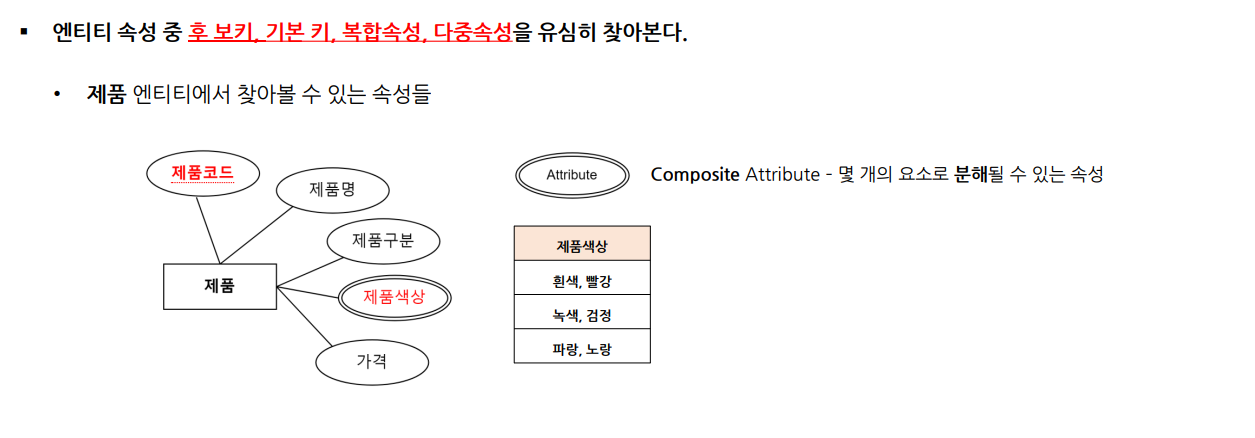 엔티티 속성 중 후 보키, 기본 키, 복합속성, 다중속성을 유심히 찾아본다.
제품 엔티티에서 찾아볼 수 있는 속성들
제품코드
제품명
제품구분
제품
제품색상
가격
Attribute
Composite Attribute - 몇 개의 요소로 분해될 수 있는 속성
제품색상
흰색, 빨강
녹색, 검정
파랑, 노랑